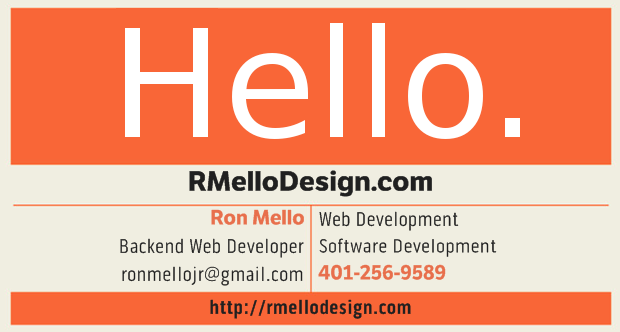 Hello.
RMelloDesign.com
Ron Mello
Backend Web Developer
ronmellojr@gmail.com
Web Development
Software Development
401-256-9589
http://rmellodesign.com